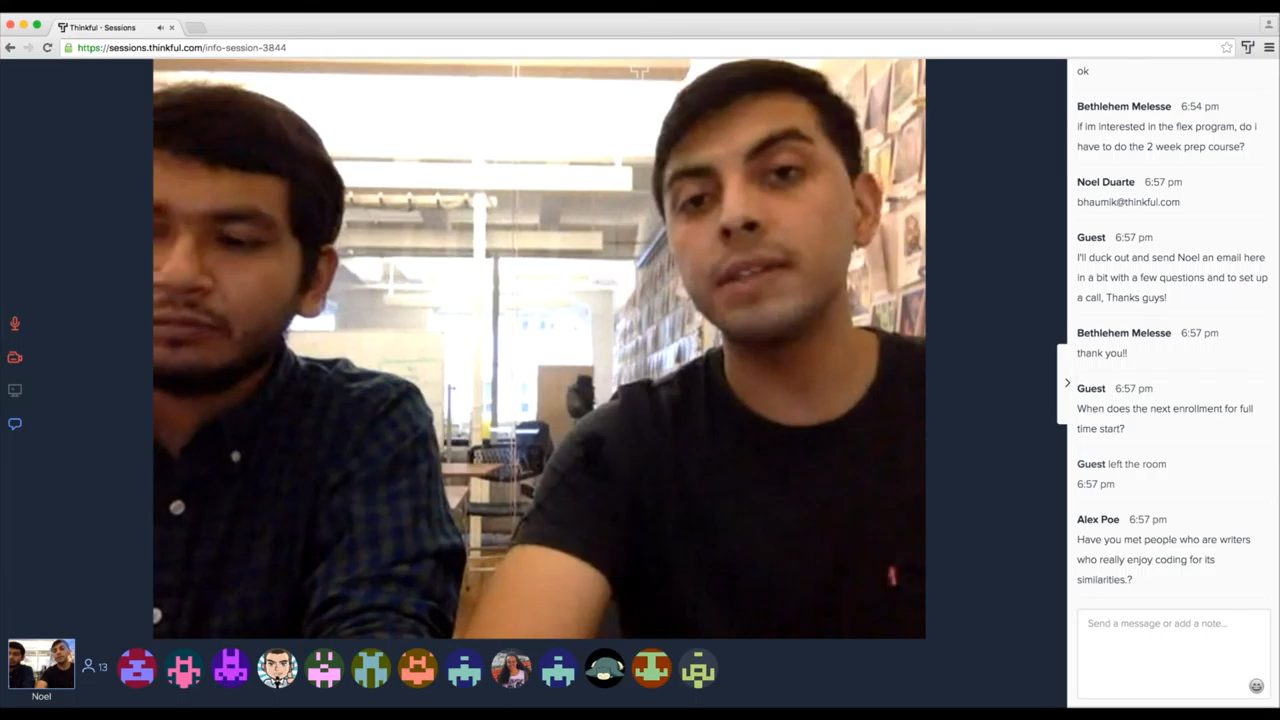 Thinkful - Sessions
https://sessions.thinkful.com/info-session-3844
ok
Bethlehem Melesse 6:54 pm
if im interested in the flex program, do i
have to do the 2 week prep course?
Noel Duarte 6:57 pm
bhaumik@thinkful.com
Guest 6:57 pm
I'll duck out and send Noel an email here
in a bit with a few questions and to set up
a call, Thanks guys!
Bethlehem Melesse 6:57 pm
thank you!!
Guest 6:57 pm
When does the next enrollment for full
time start?
Guest left the room
6:57 pm
Alex Poe 6:57 pm
Have you met people who are writers
who really enjoy coding for its
similarities.?
Send a message or add a note...
13
Noel